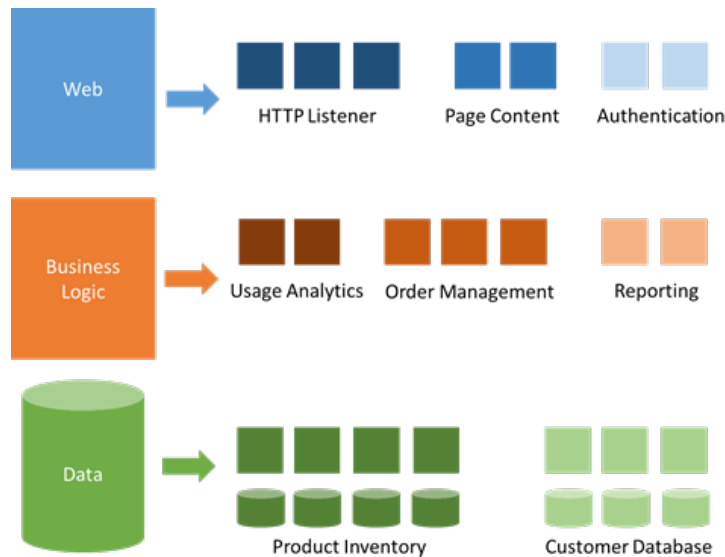 Web
HTTP Listener
Page Content
Authentication
Business
Logic
Usage Analytics
Order Management
Reporting
Data
Product Inventory
Customer Database